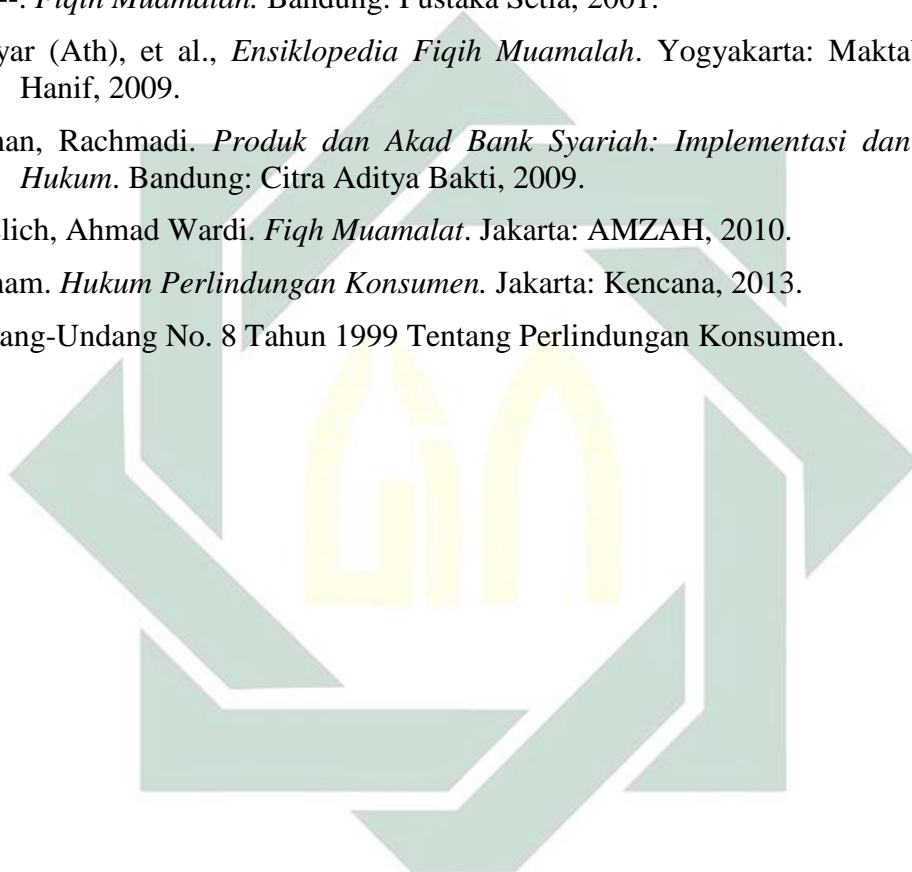 --. Fiqih Muamalah. Bandung: Pustaka Setia, 2001.
yar (Ath), et al., Ensiklopedia Fiqih Muamalah. Yogyakarta: Makta
Hanif, 2009.
nan, Rachmadi. Produk dan Akad Bank Syariah: Implementasi dan
Hukum. Bandung: Citra Aditya Bakti, 2009.
lich, Ahmad Wardi. Fiqh Muamalat. Jakarta: AMZAH, 2010.
nam. Hukum Perlindungan Konsumen. Jakarta: Kencana, 2013.
ang-Undang No. 8 Tahun 1999 Tentang Perlindungan Konsumen.